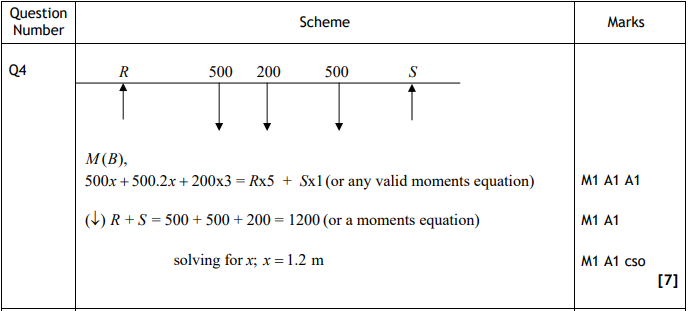 Question Number Scheme Marks
Q4 R 500 200 500 S
M(B),
500x + 500.2x + 200x3 = Rx5 + Sx1 (or any valid moments equation) M1 A1 A1
(↓) R + S = 500 + 500 + 200 = 1200 (or a moments equation) M1 A1
solving for x; x = 1.2 m M1 A1 cso
[7]